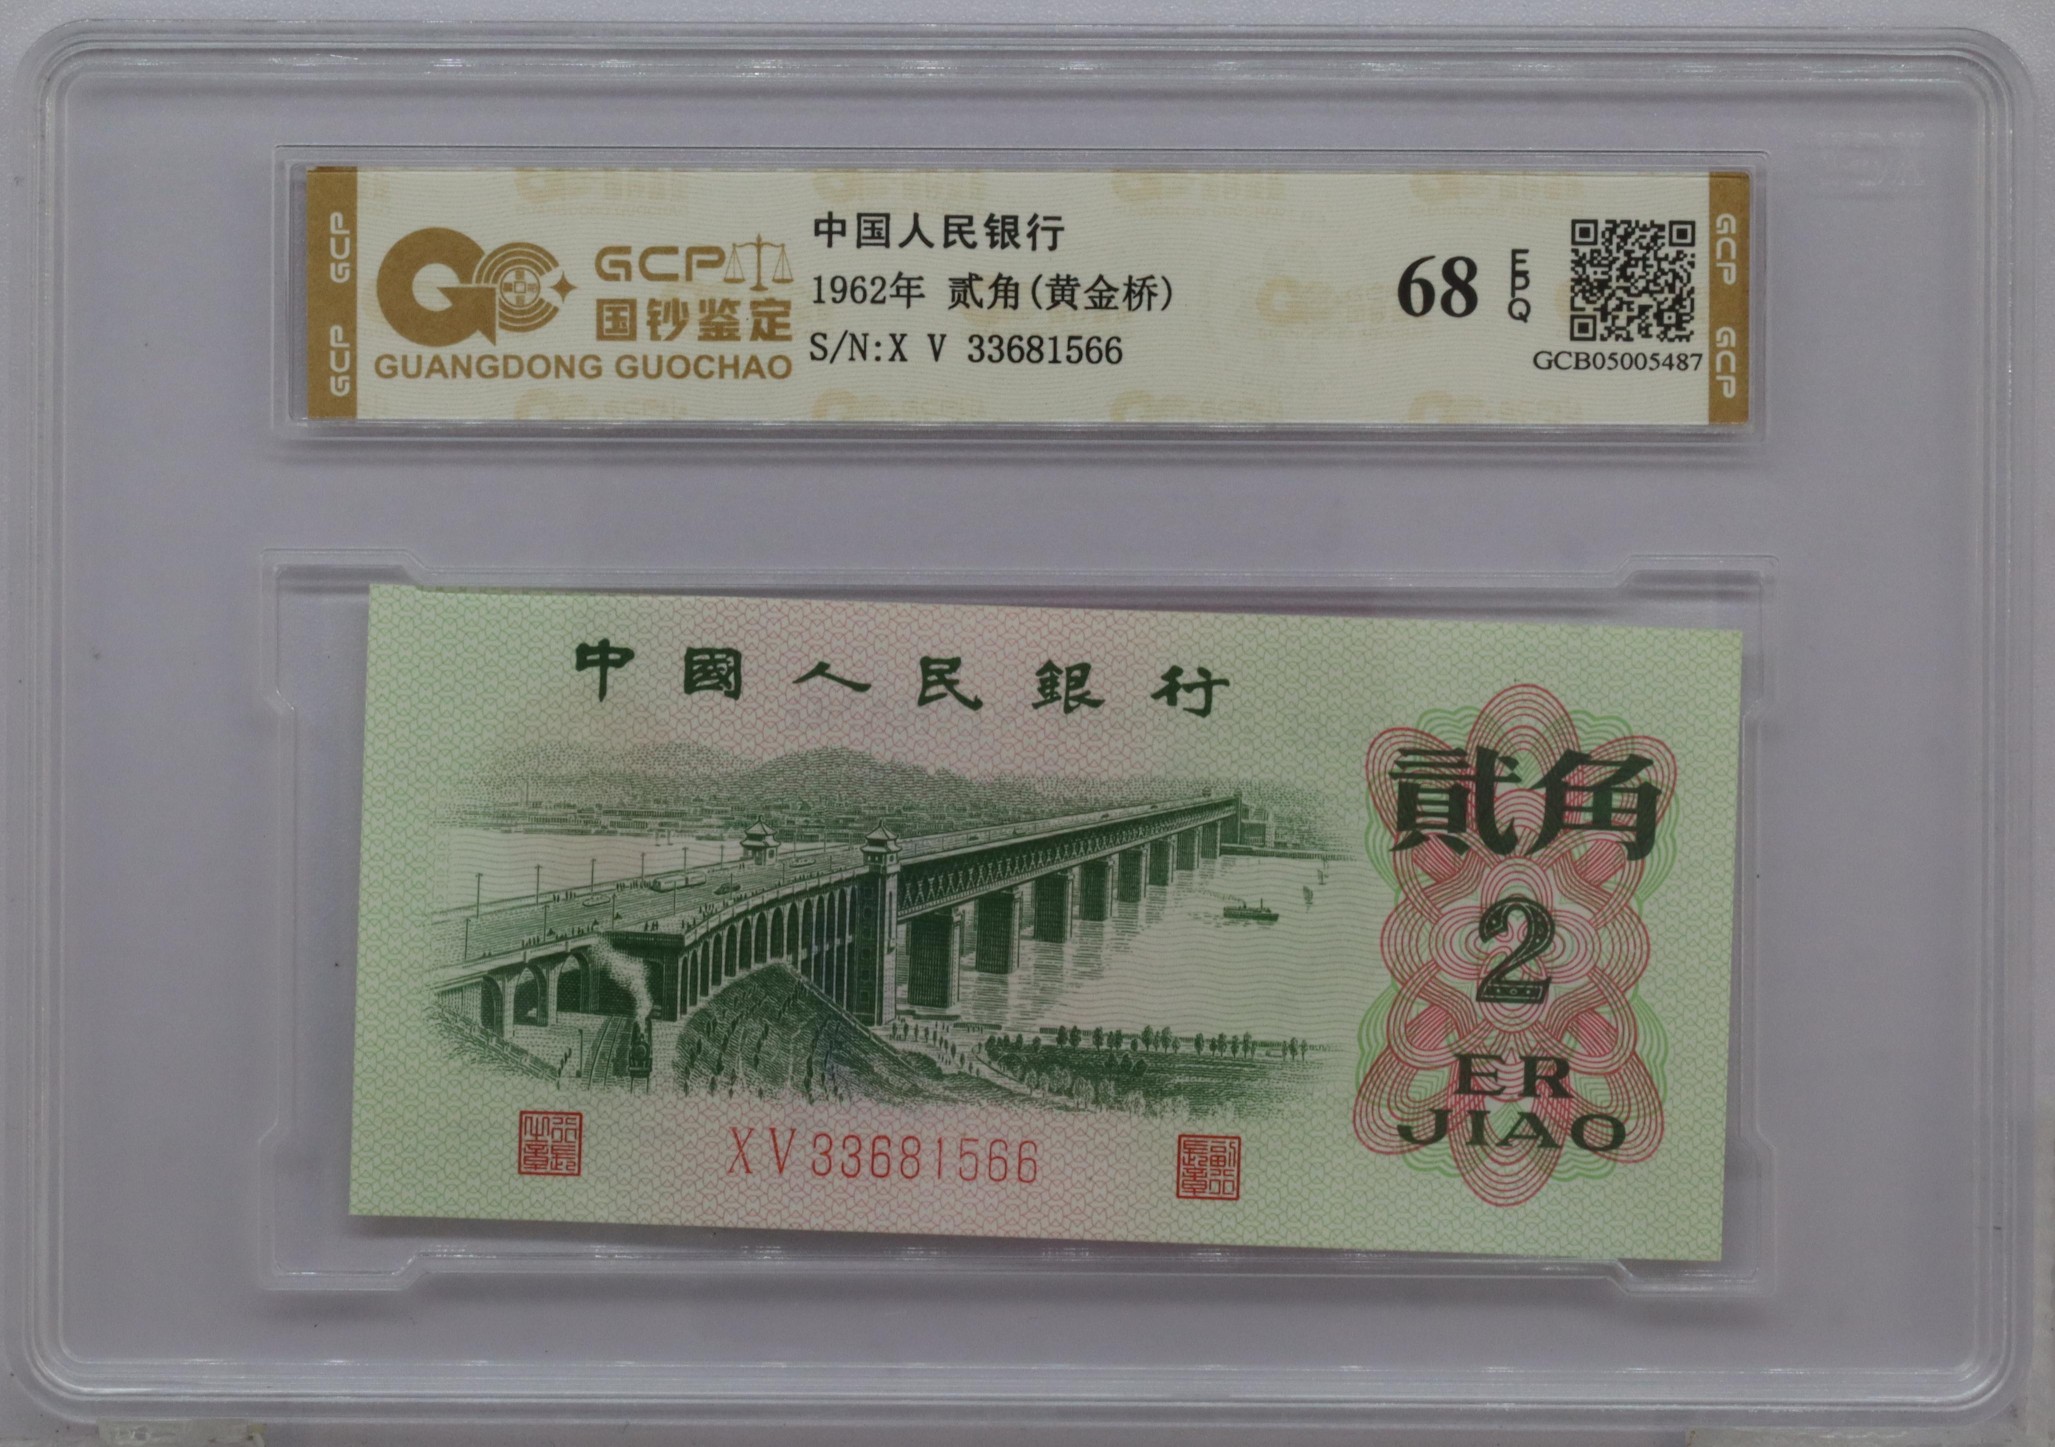 GCP
GCP
GCP
国钞鉴定
GUANGDONG GUOCHAO
中国人民银行
1962年 贰角(黄金桥)
S/N:X V 33681566
68 EPQ
GCB05005487
GCP
GCP
中國人民銀行
貳角
2
ER
JIAO
XV33681566